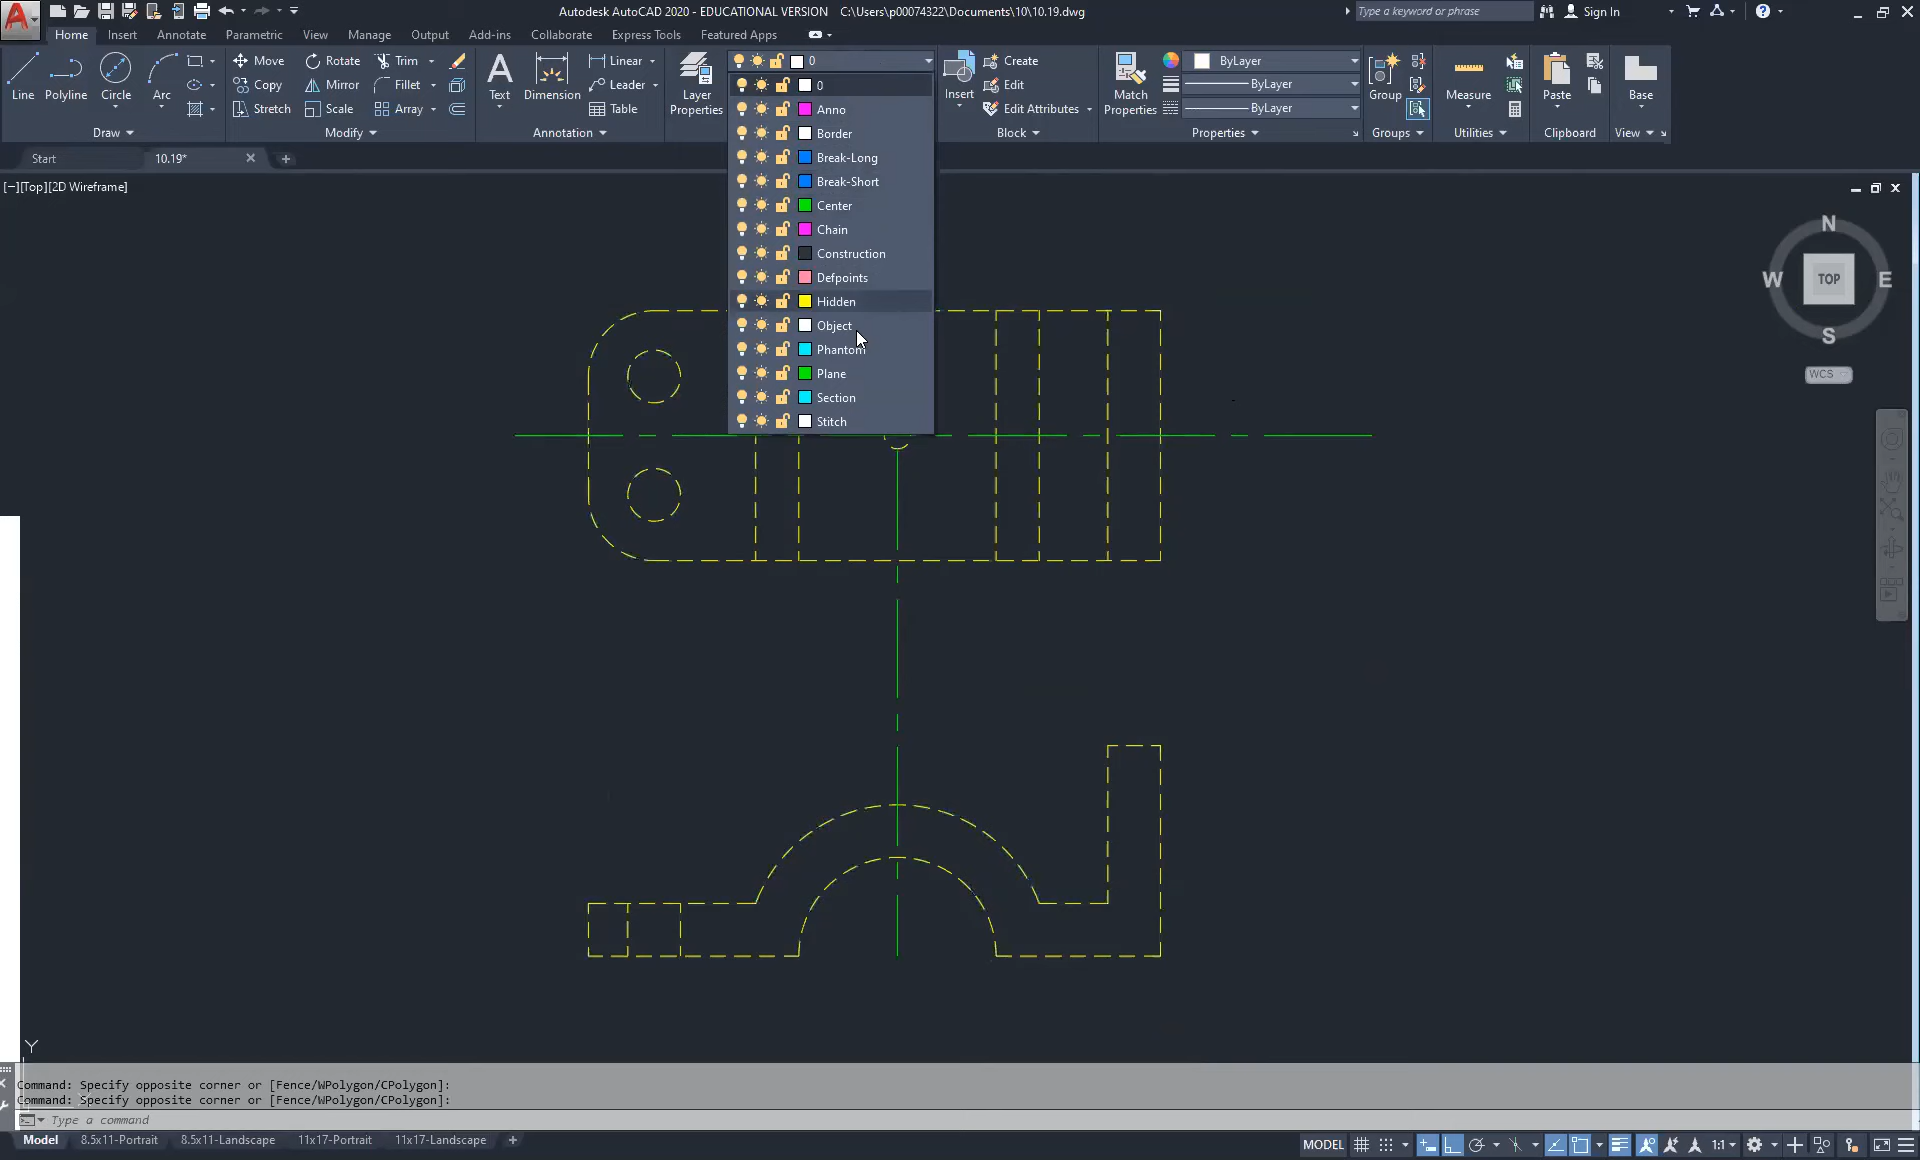 Autodesk AutoCAD 2020 - EDUCATIONAL VERSION C:\Users\p00074322\Documents\10\10.19.dwg
Type a keyword or phrase
Sign In
Home Insert Annotate Parametric View Manage Output Add-ins Collaborate Express Tools Featured Apps
Line Polyline Circle Arc
Move Rotate Trim
Copy Mirror Fillet
Stretch Scale Array
Text Dimension
Linear
Leader
Table
Layer
Properties
0
Insert
Create
Edit
Edit Attributes
Match
Properties
ByLayer
ByLayer
ByLayer
Group
Measure
Paste
Base
Draw Modify Annotation Block Properties Groups Utilities Clipboard View
0
Anno
Border
Break-Long
Break-Short
Center
Chain
Construction
Defpoints
Hidden
Object
Phantom
Plane
Section
Stitch
Start 10.19*
[−][Top][2D Wireframe]
N
W TOP E
S
WCS
Y
Command: Specify opposite corner or [Fence/WPolygon/CPolygon]:
Command: Specify opposite corner or [Fence/WPolygon/CPolygon]:
Type a command
Model 8.5x11-Portrait 8.5x11-Landscape 11x17-Portrait 11x17-Landscape
MODEL 1:1